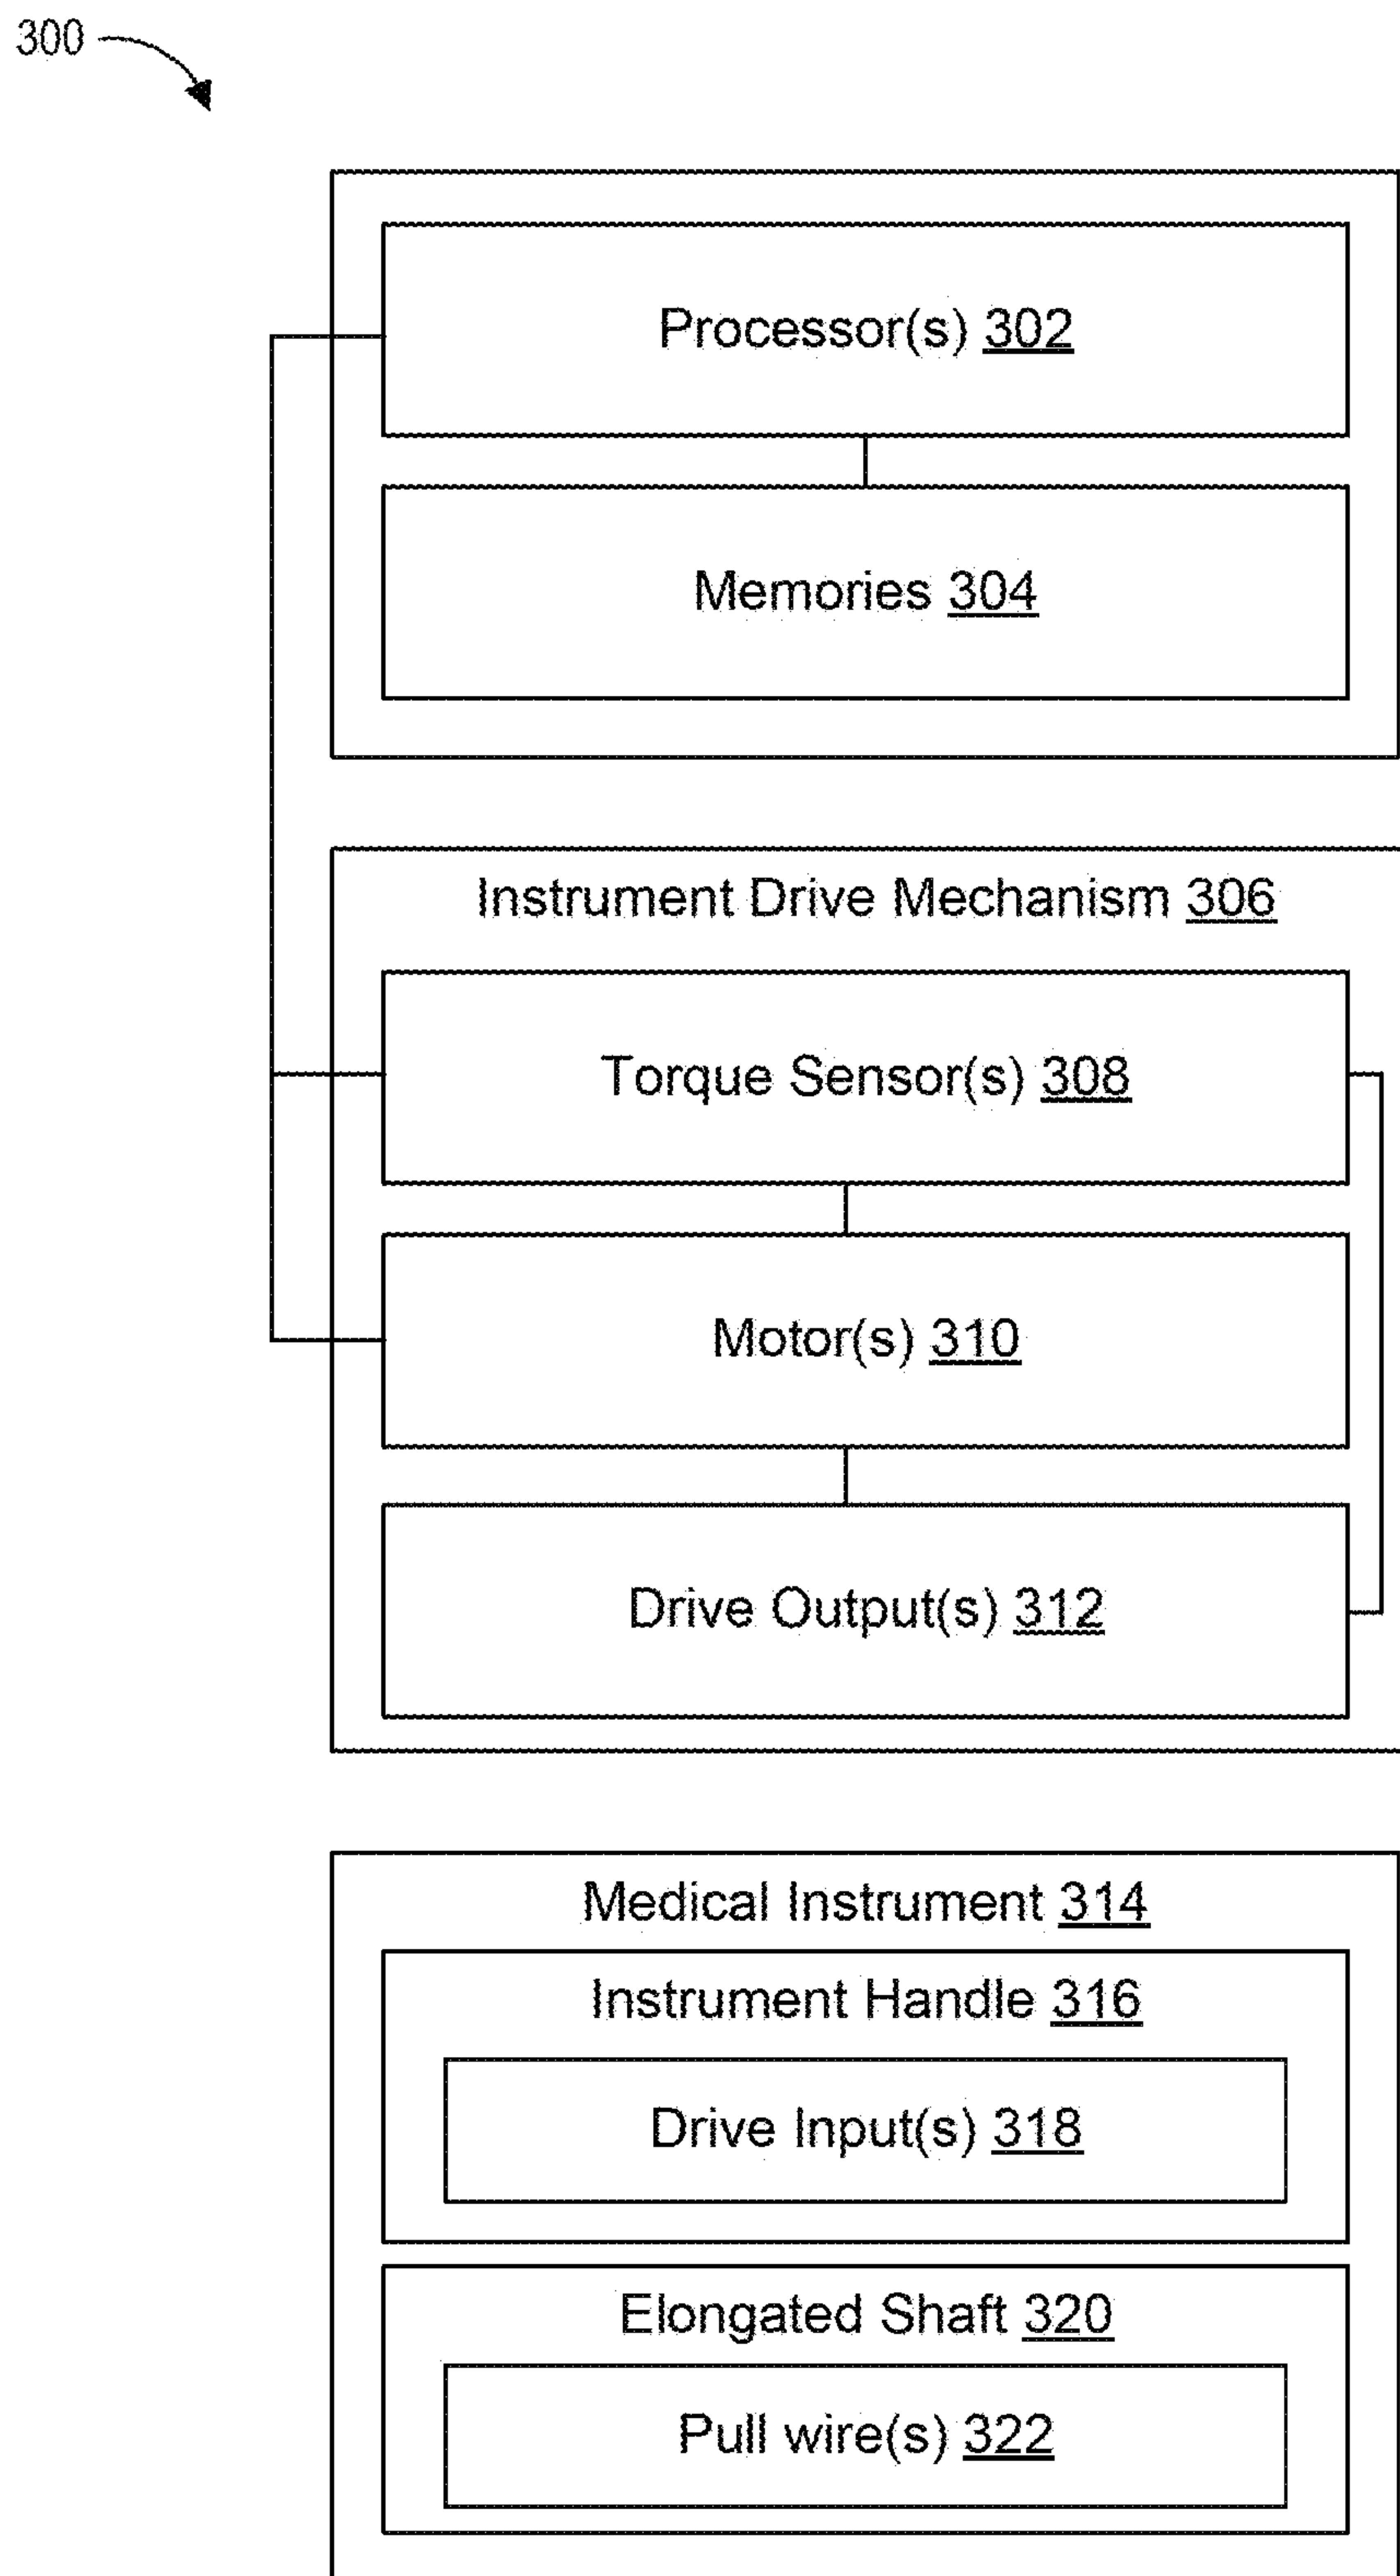 300
Processor(s) 302
Memories 304
Instrument Drive Mechanism 306
Torque Sensor(s) 308
Motor(s) 310
Drive Output(s) 312
Medical Instrument 314
Instrument Handle 316
Drive Input(s) 318
Elongated Shaft 320
Pull wire(s) 322